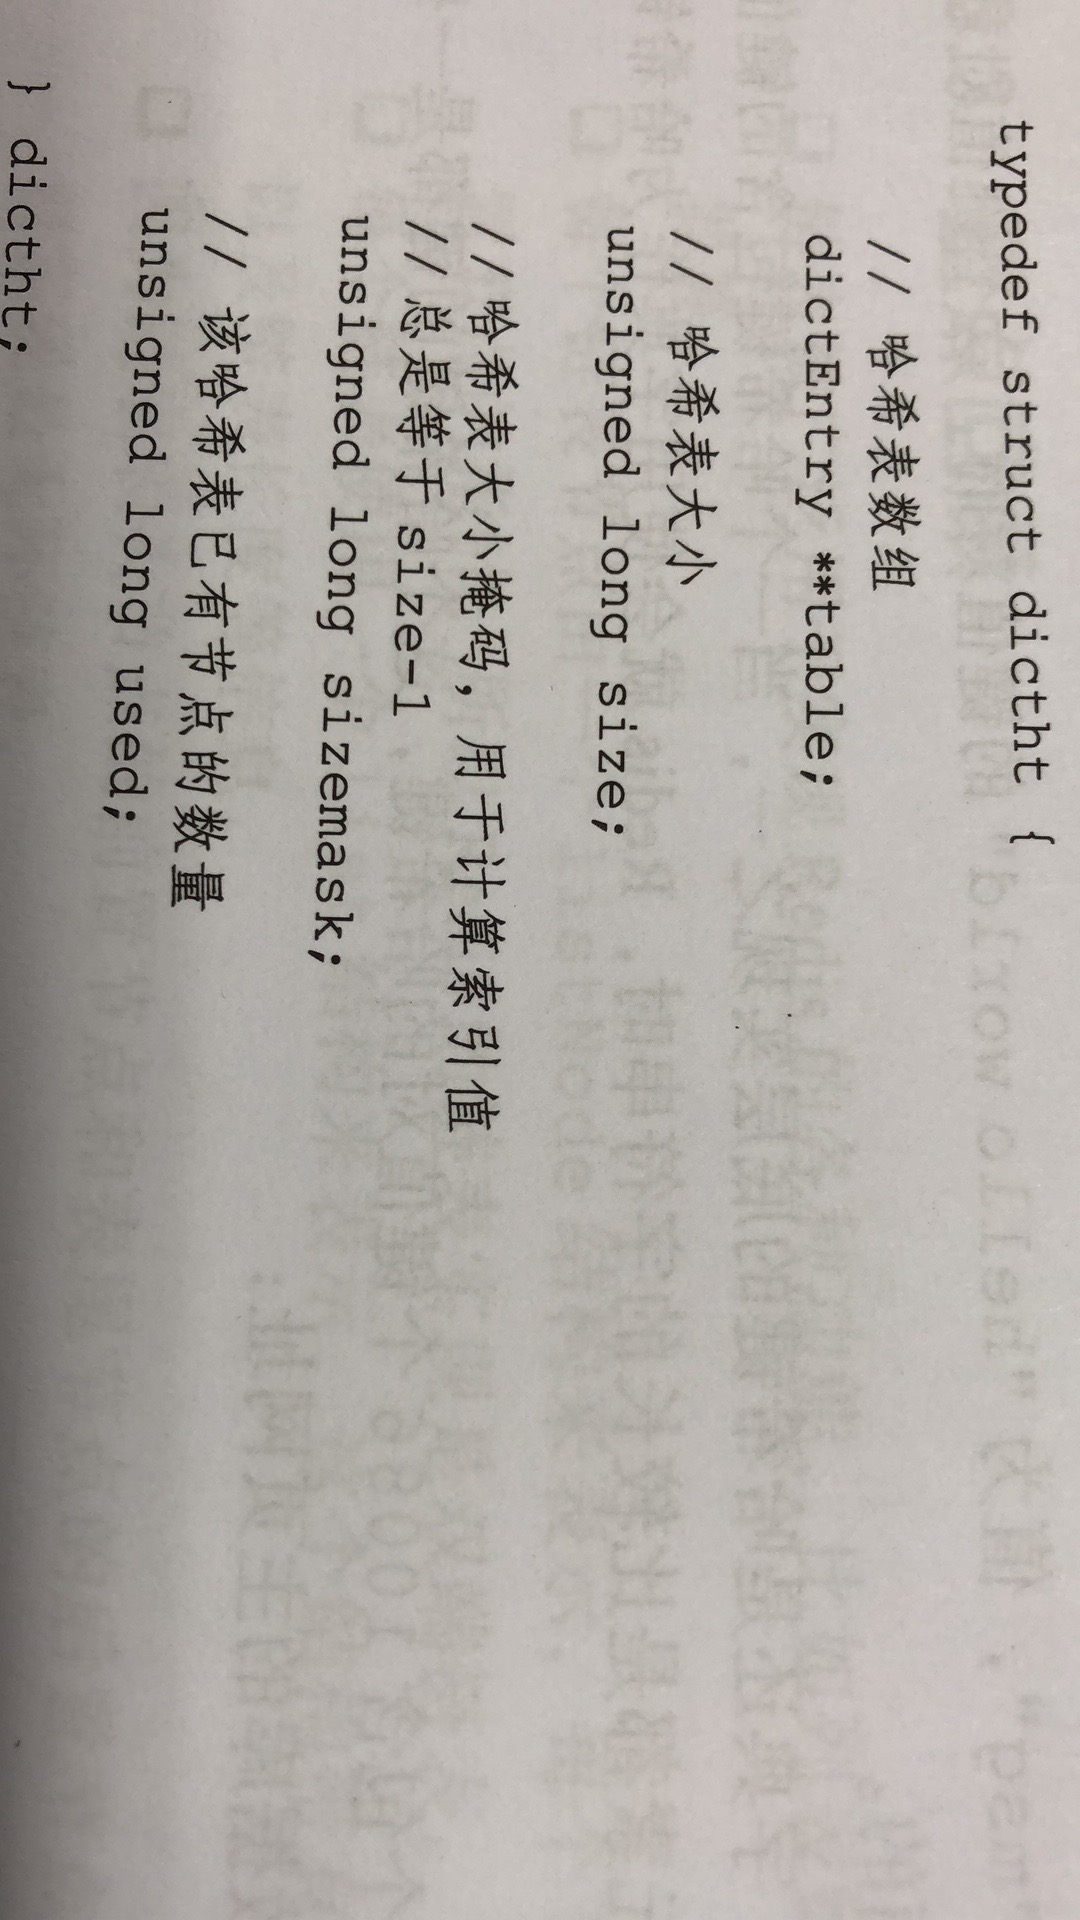 typedef struct dictht {
// 哈希表数组
dictEntry **table;
// 哈希表大小
unsigned long size;
// 哈希表大小掩码，用于计算索引值
// 总是等于 size-1
unsigned long sizemask;
// 该哈希表已有节点的数量
unsigned long used;
} dictht;